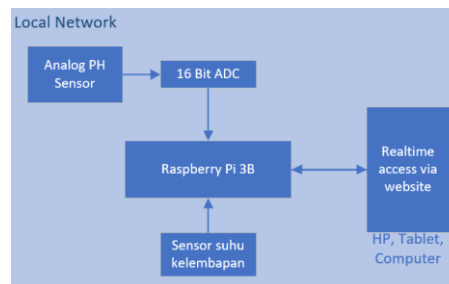 Local Network
Analog PH
Sensor
16 Bit ADC
Raspberry Pi 3B
Realtime
access via
website
HP, Tablet,
Computer
Sensor suhu
kelembapan